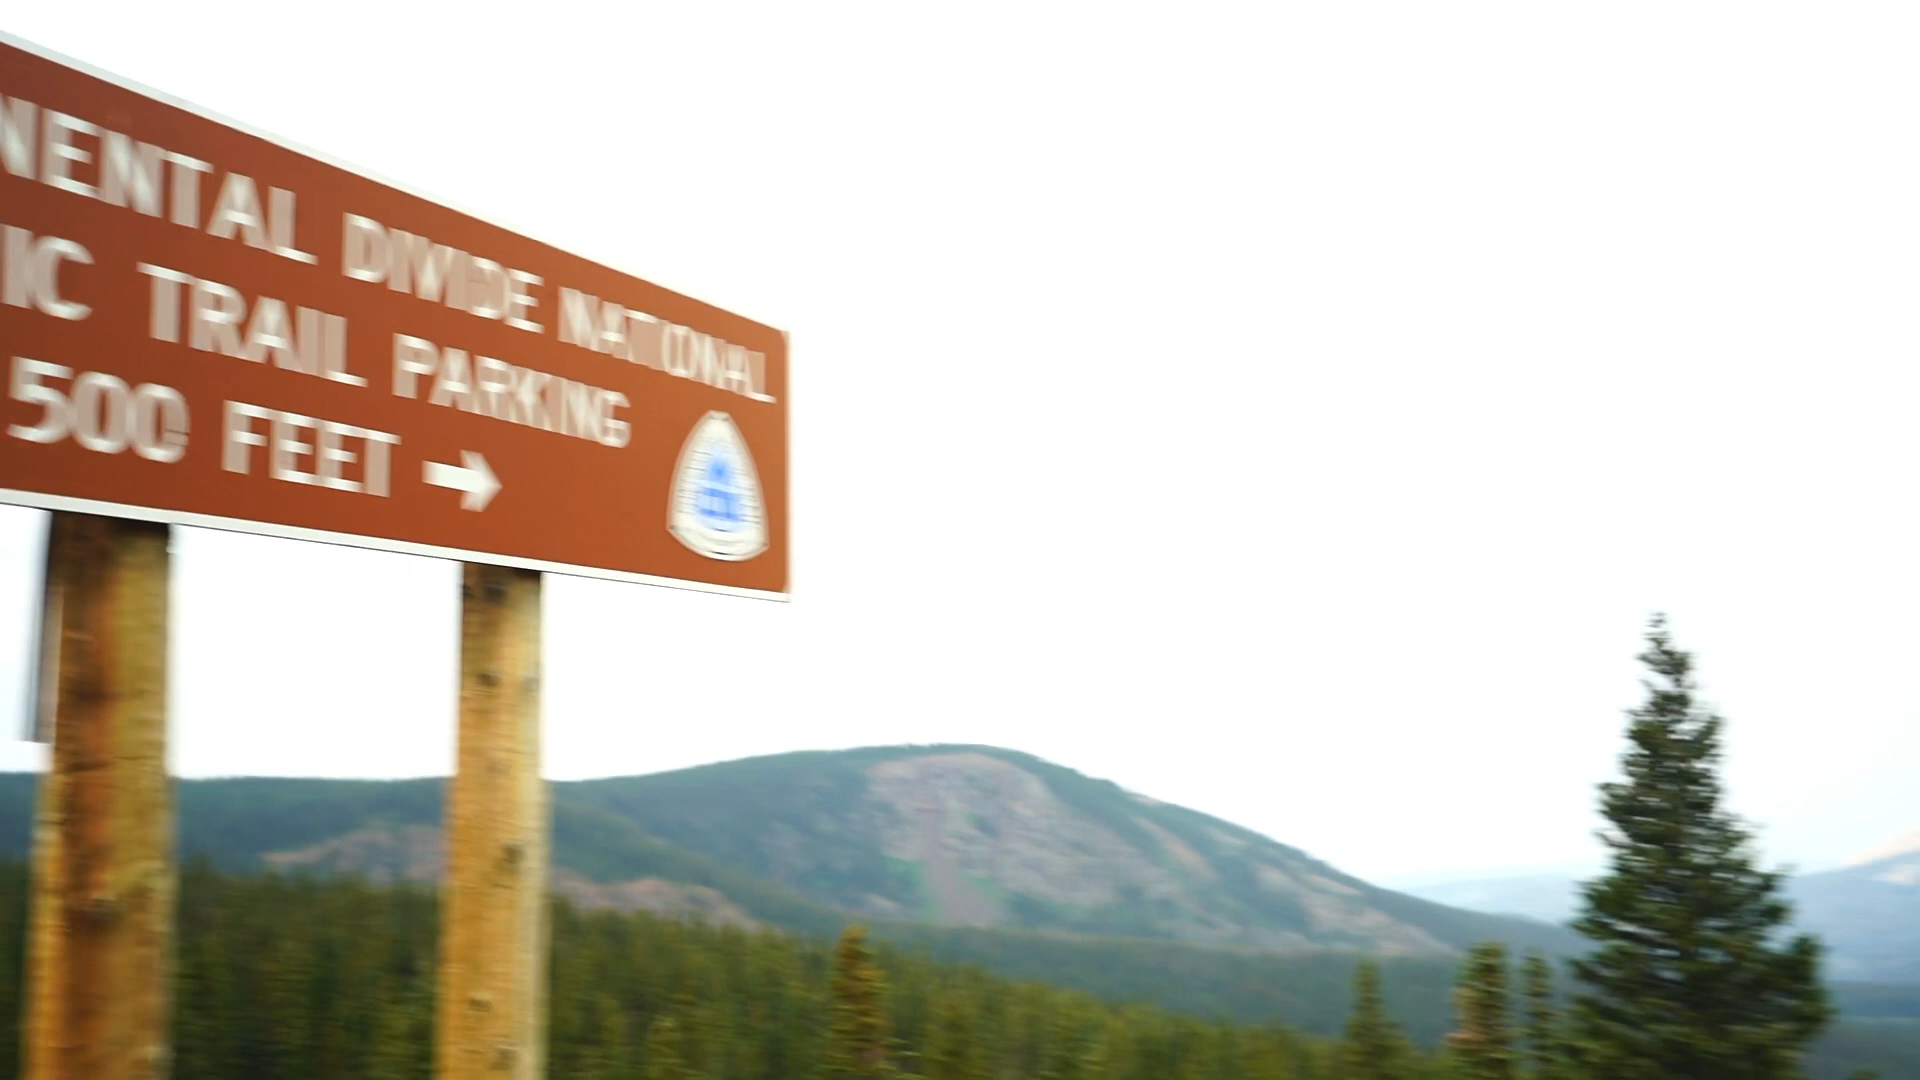 NENTAL DIVIDE NATIONAL
IC TRAIL PARKING
500 FEET →